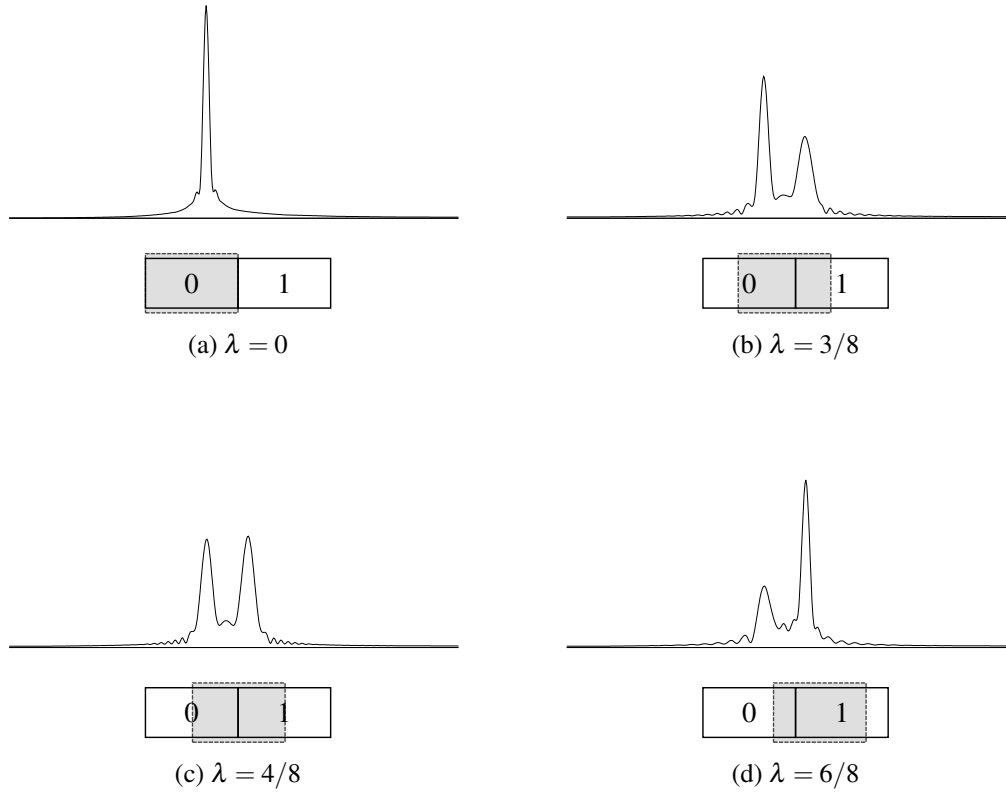 0 1
(a) λ = 0
0 1
(b) λ = 3/8
0 1
(c) λ = 4/8
0 1
(d) λ = 6/8